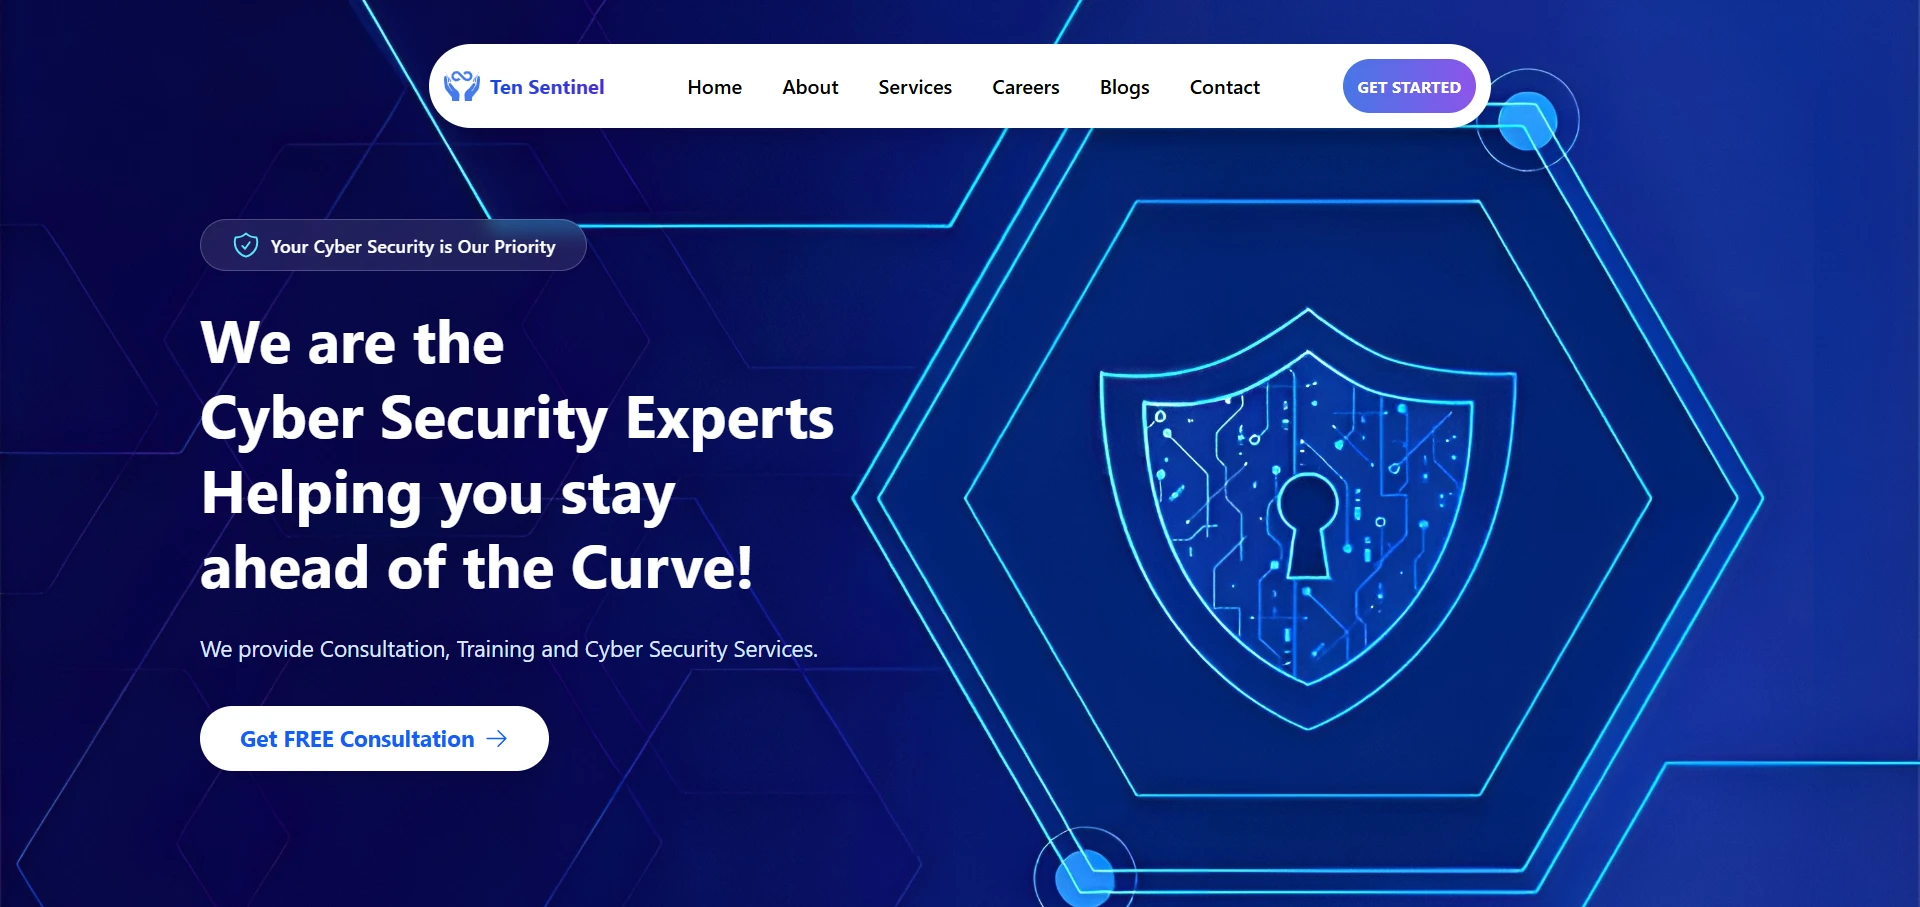 Ten Sentinel
Home About Services Careers Blogs Contact
GET STARTED
Your Cyber Security is Our Priority
We are the
Cyber Security Experts
Helping you stay
ahead of the Curve!
We provide Consultation, Training and Cyber Security Services.
Get FREE Consultation